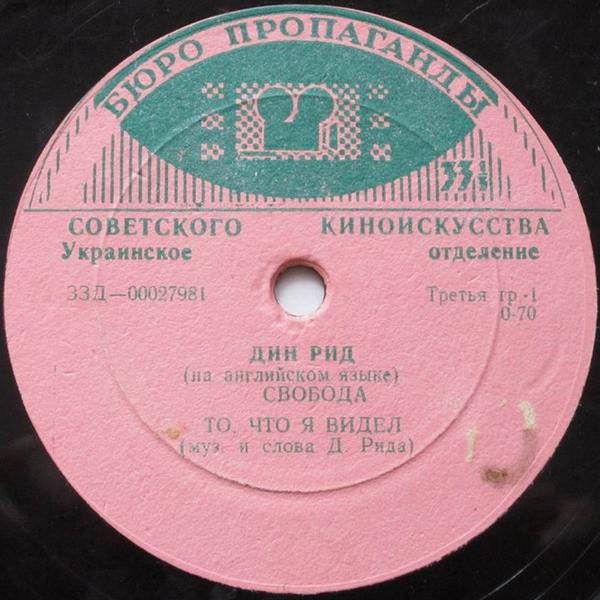 БЮРО ПРОПАГАНДЫ
33⅓
СОВЕТСКОГО КИНОИСКУССТВА
Украинское отделение
33Д—00027981 Третья гр.-1
0-70
ДИН РИД
(на английском языке)
СВОБОДА
ТО, ЧТО Я ВИДЕЛ
(муз. и слова Д. Рида)